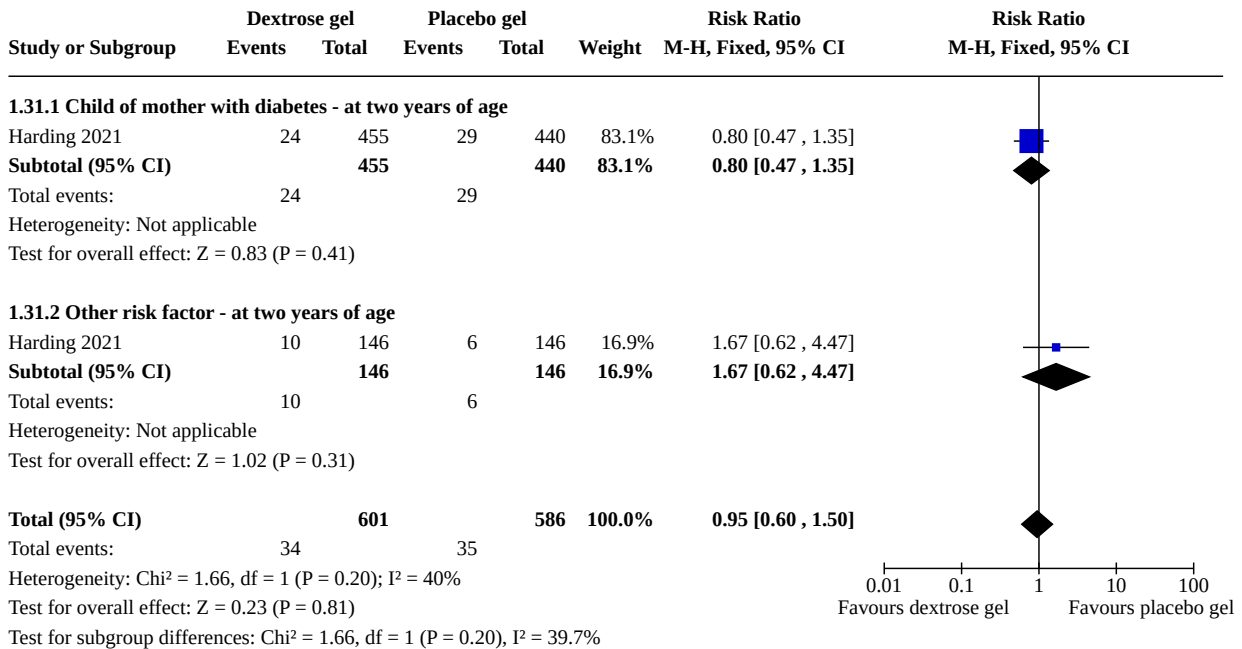 Dextrose gel Placebo gel Risk Ratio Risk Ratio
Study or Subgroup Events Total Events Total Weight M-H, Fixed, 95% CI M-H, Fixed, 95% CI
1.31.1 Child of mother with diabetes - at two years of age
Harding 2021 24 455 29 440 83.1% 0.80 [0.47 , 1.35]
Subtotal (95% CI) 455 440 83.1% 0.80 [0.47 , 1.35]
Total events: 24 29
Heterogeneity: Not applicable
Test for overall effect: Z = 0.83 (P = 0.41)
1.31.2 Other risk factor - at two years of age
Harding 2021 10 146 6 146 16.9% 1.67 [0.62 , 4.47]
Subtotal (95% CI) 146 146 16.9% 1.67 [0.62 , 4.47]
Total events: 10 6
Heterogeneity: Not applicable
Test for overall effect: Z = 1.02 (P = 0.31)
Total (95% CI) 601 586 100.0% 0.95 [0.60 , 1.50]
Total events: 34 35
Heterogeneity: Chi² = 1.66, df = 1 (P = 0.20); I² = 40%
0.01 0.1 1 10 100
Test for overall effect: Z = 0.23 (P = 0.81) Favours dextrose gel Favours placebo gel
Test for subgroup differences: Chi² = 1.66, df = 1 (P = 0.20), I² = 39.7%